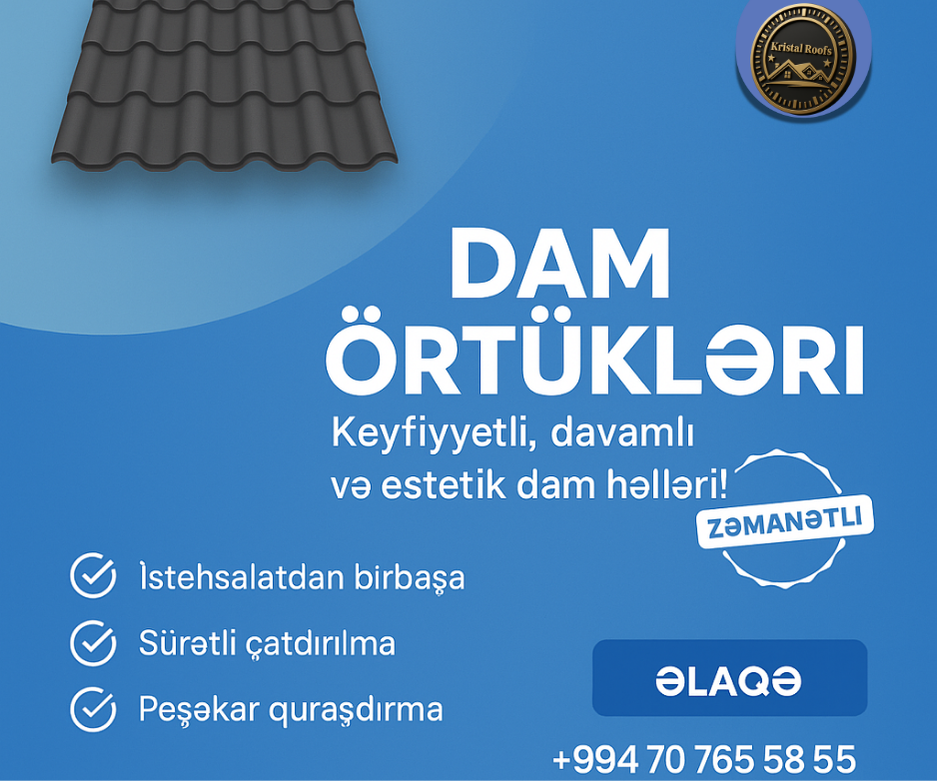 Kristal Roofs
DAM
ÖRTÜKLƏRI
Keyfiyyetli, davamlı
və estetik dam həlləri!
ZƏMANƏTLI
İstehsalatdan birbaşa
Sürətli çatdırılma
Peşəkar quraşdırma
ƏLAQƏ
+994 70 765 58 55